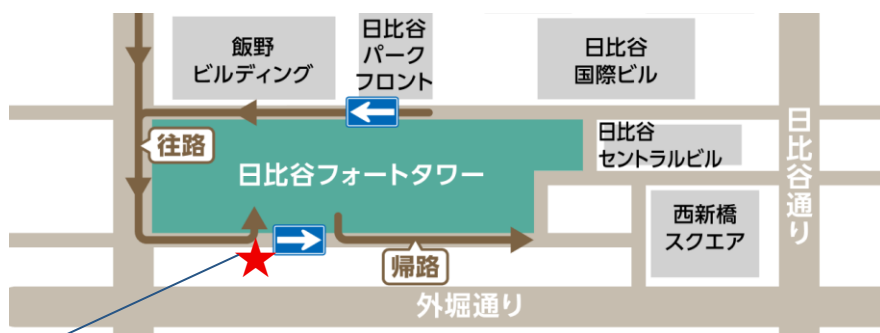 飯野
ビルディング
日比谷
パーク
フロント
日比谷
国際ビル
往路
日比谷フォートタワー
日比谷
セントラルビル
日比谷通り
西新橋
スクエア
帰路
外堀通り